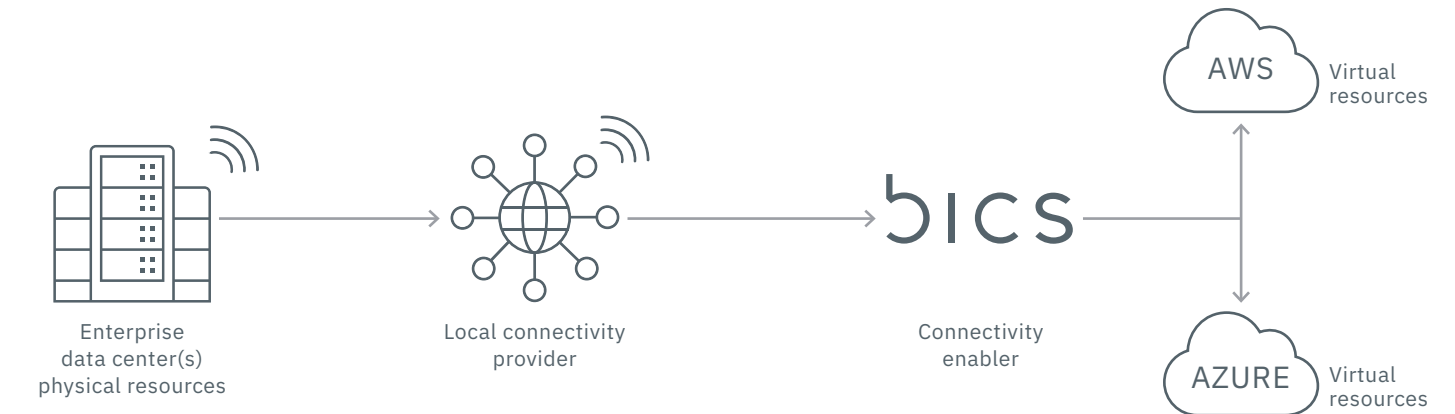 AWS
Virtual
resources
bics
Enterprise
data center(s)
physical resources
Local connectivity
provider
Connectivity
enabler
AZURE
Virtual
resources